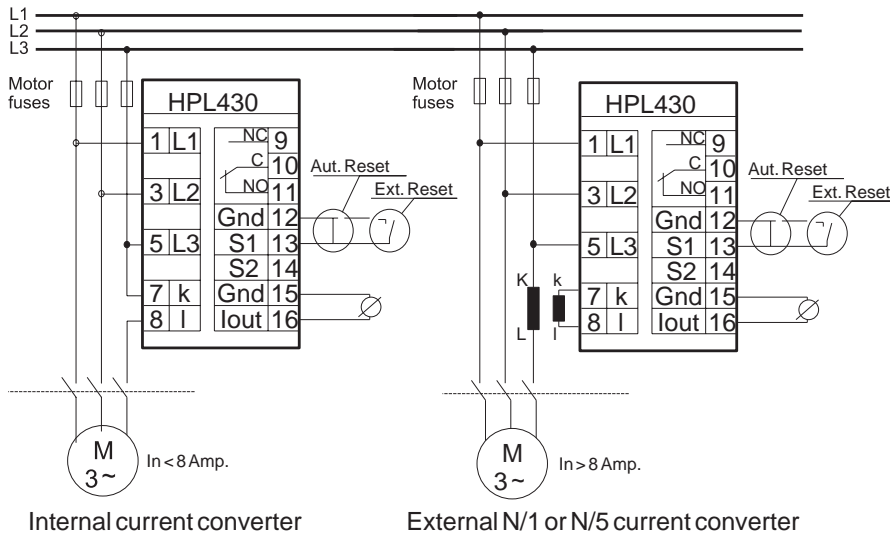 L1
L2
L3
Motor
fuses
HPL430
1 L1
3 L2
5 L3
7 k
8 l
NC 9
C 10
NO 11
Gnd 12
S1 13
S2 14
Gnd 15
Iout 16
Aut. Reset
Ext. Reset
M
3~
In < 8 Amp.
Internal current converter
Motor
fuses
HPL430
1 L1
3 L2
5 L3
7 k
8 l
NC 9
C 10
NO 11
Gnd 12
S1 13
S2 14
Gnd 15
Iout 16
Aut. Reset
Ext. Reset
K
k
L
l
M
3~
In > 8 Amp.
External N/1 or N/5 current converter